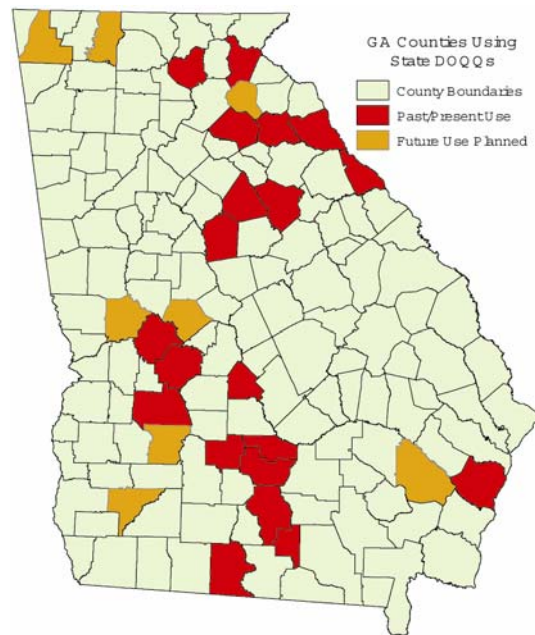 GA Counties Using
State DOQQs
County Boundaries
Past/Present Use
Future Use Planned